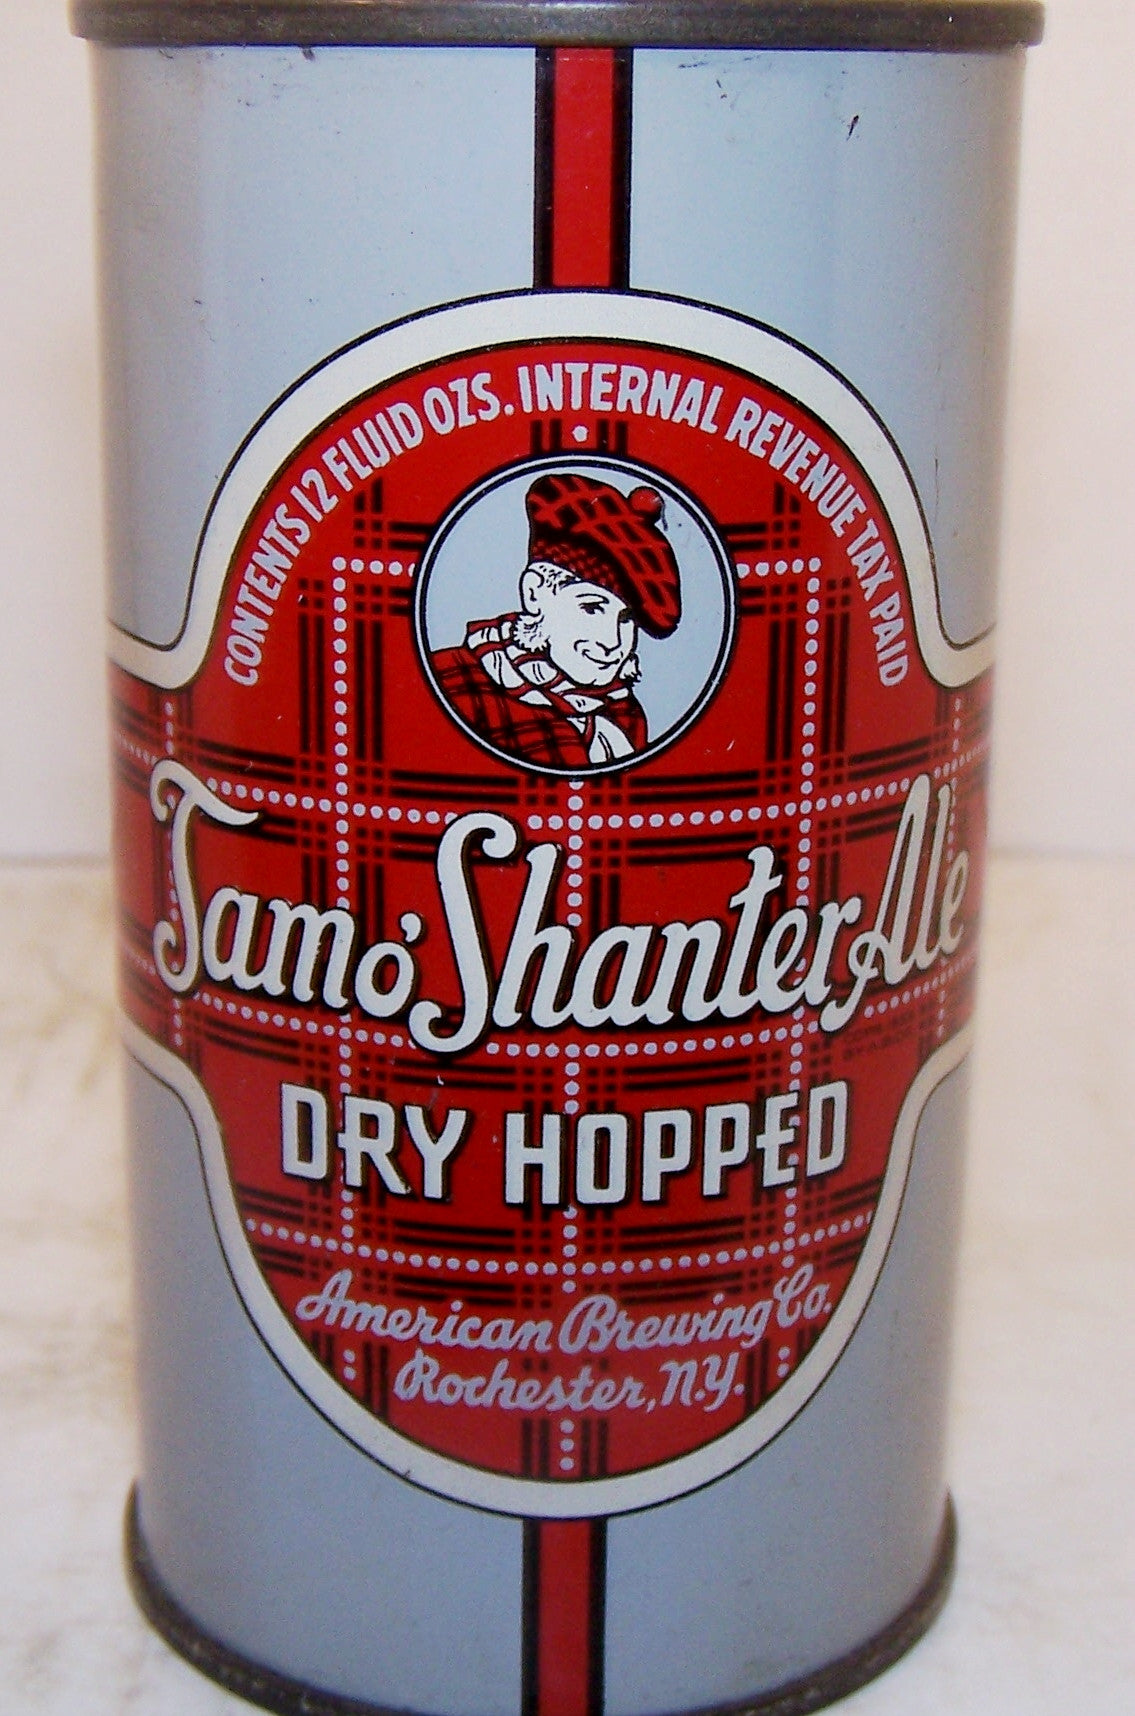 CONTENTS 12 FLUID OZS. INTERNAL REVENUE TAX PAID
Tam o' Shanter Ale
DRY HOPPED
American Brewing Co.
Rochester, N.Y.